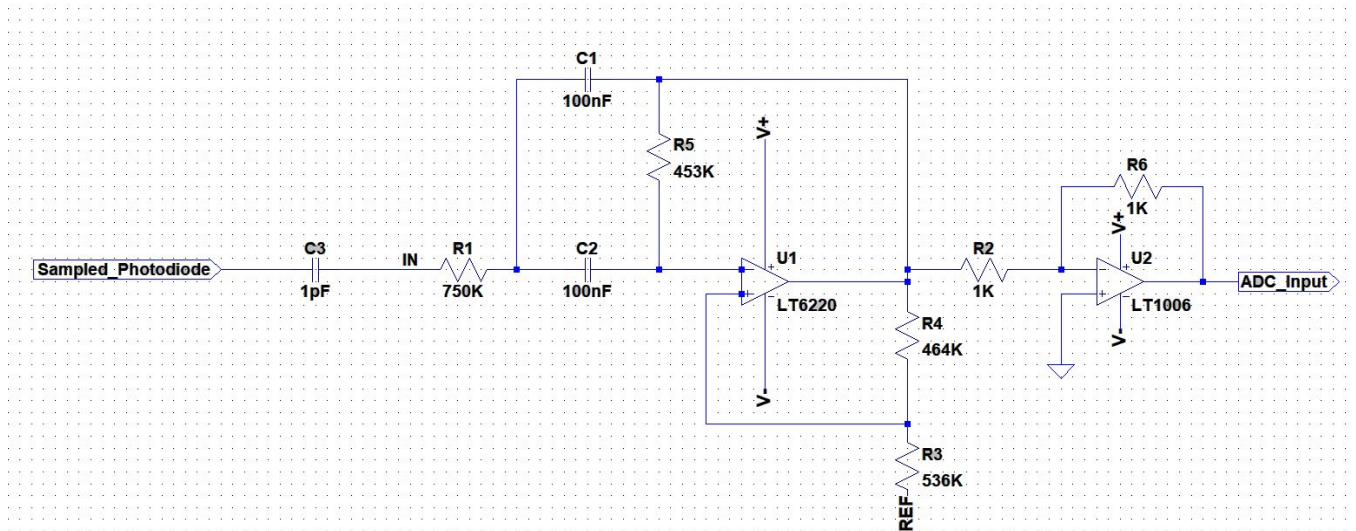 C1
100nF
V+
R5
453K
R6
1K
V+
Sampled_Photodiode
C3
1pF
IN
R1
750K
C2
100nF
U1
LT6220
R2
1K
U2
LT1006
ADC_Input
V-
R4
464K
V-
R3
536K
REF